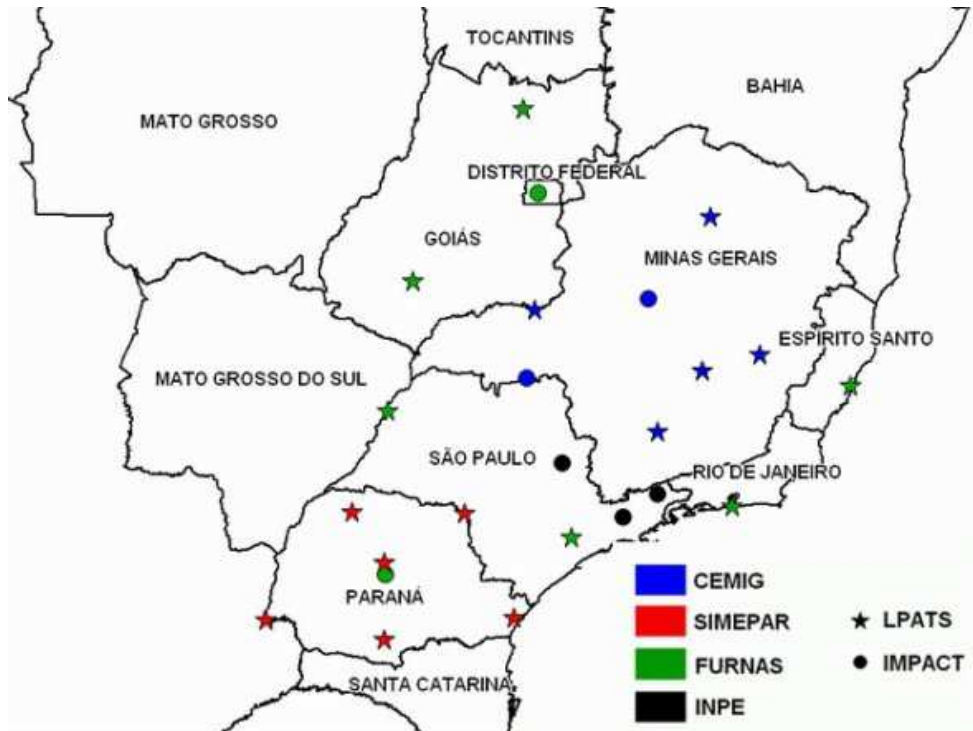 TOCANTINS
BAHIA
MATO GROSSO
DISTRITO FEDERAL
GOIÁS
MINAS GERAIS
ESPÍRITO SANTO
MATO GROSSO DO SUL
SÃO PAULO
RIO DE JANEIRO
PARANÁ
SANTA CATARINA
CEMIG
SIMEPAR
FURNAS
INPE
LPATS
IMPACT